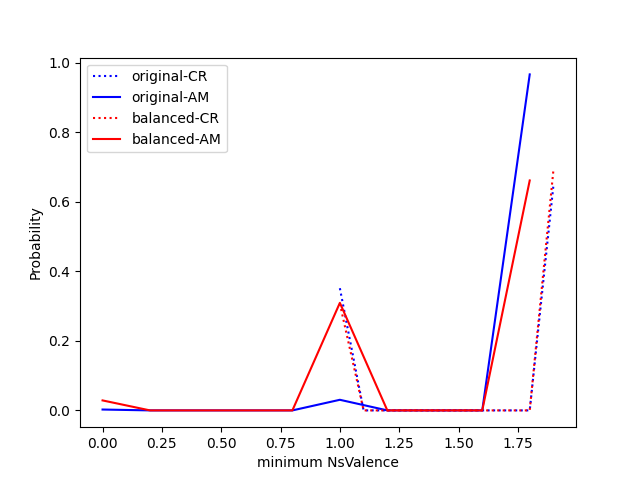 original-CR
original-AM
balanced-CR
balanced-AM
1.0
0.8
0.6
0.4
0.2
0.0
Probability
0.00 0.25 0.50 0.75 1.00 1.25 1.50 1.75
minimum NsValence